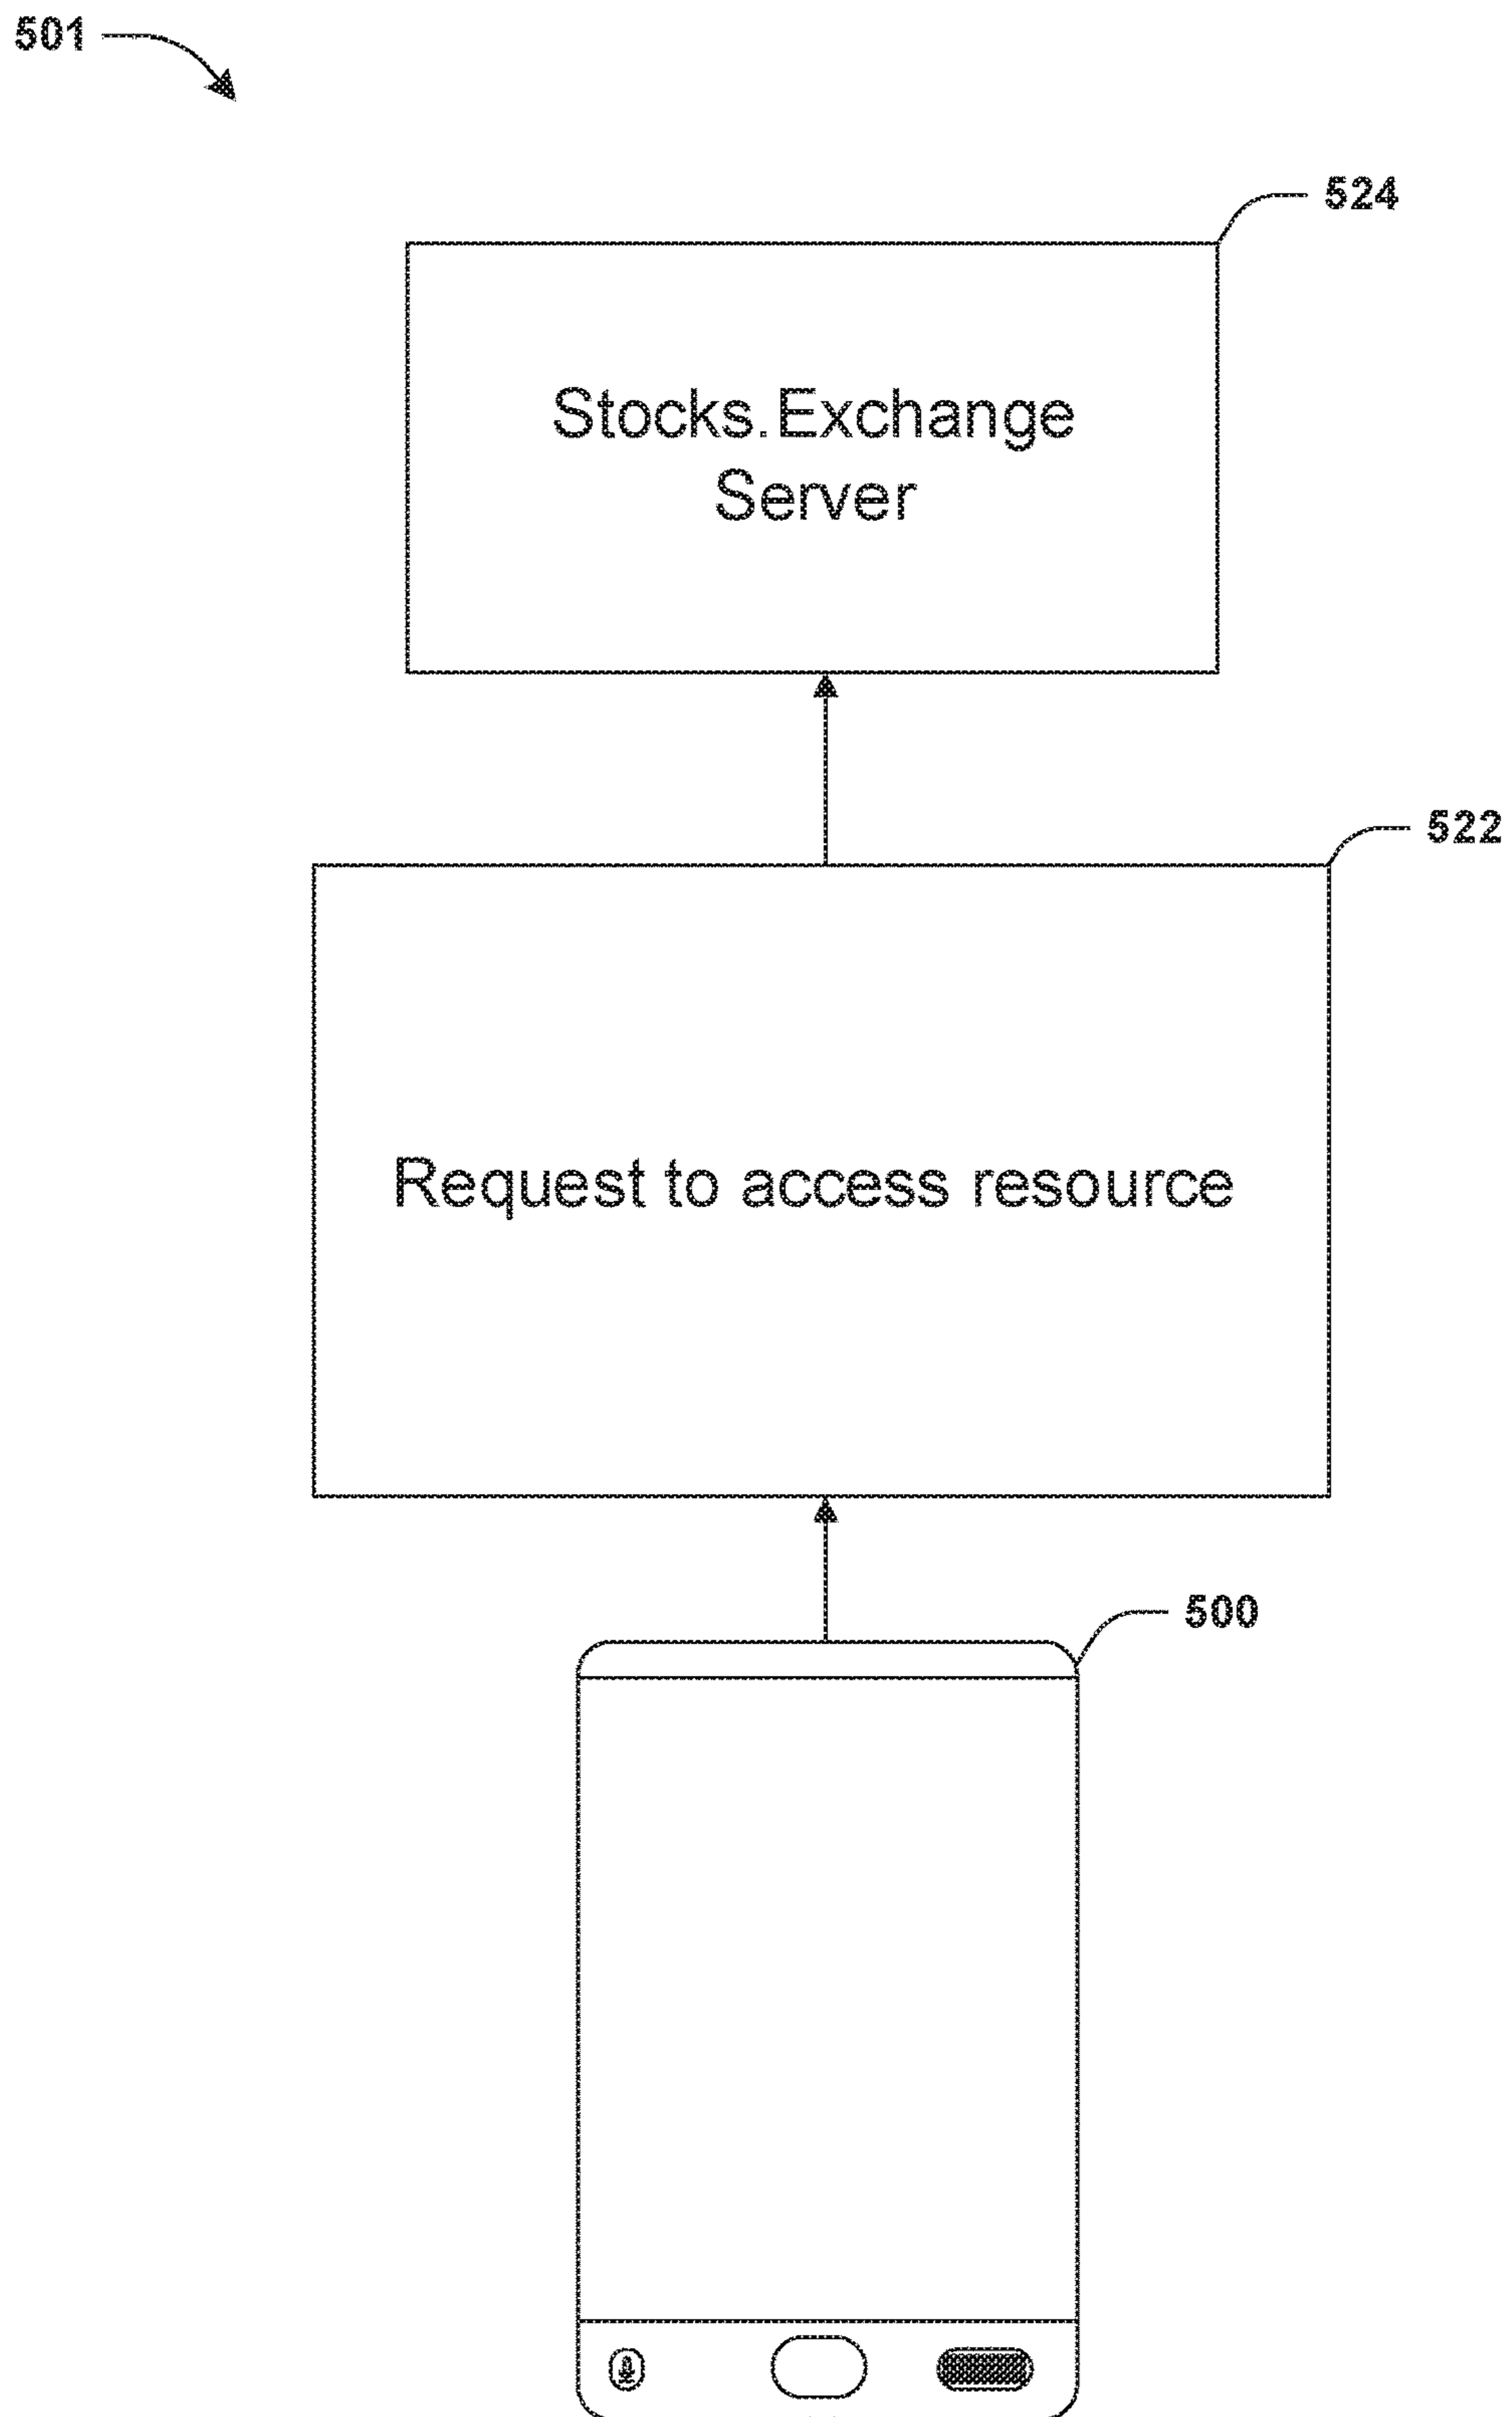 501
524
Stocks.Exchange
Server
522
Request to access resource
500